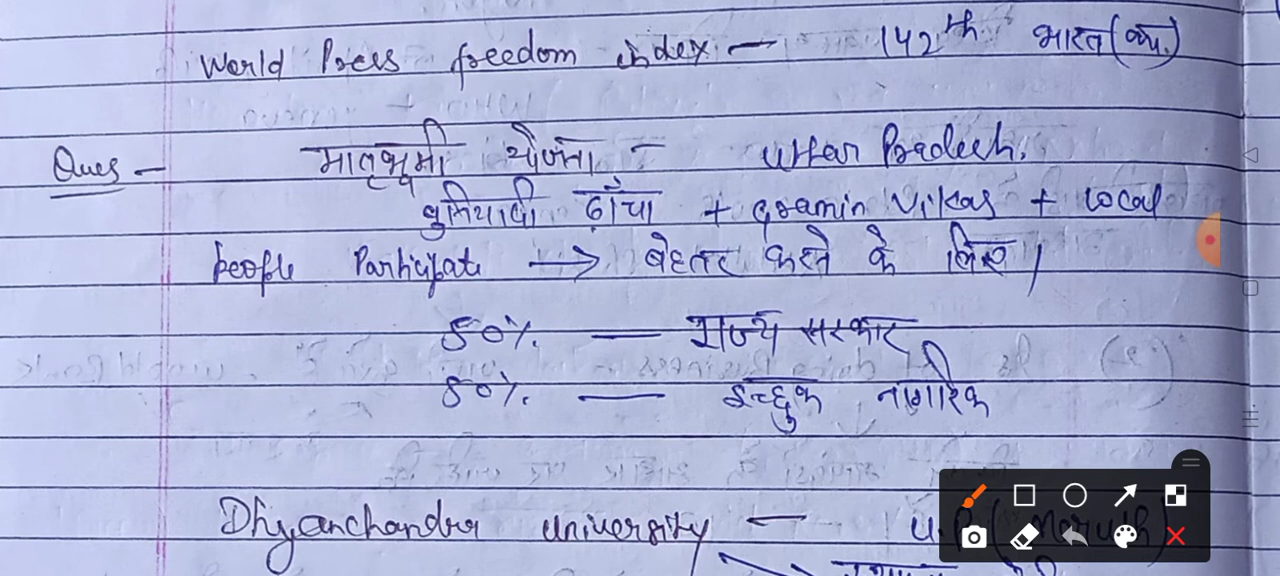 World Press freedom index — 142th भारत (
Ques — मातृभूमी योजना — Uttar Pradesh.
बुनियादी ढाँचा + gramin vikas + local
people Participate → बेहतर करने के लिए।
50% — राज्य सरकार
50% — इच्छुक नागरिक
Dhyanchandra University — U.P. (Meruth)